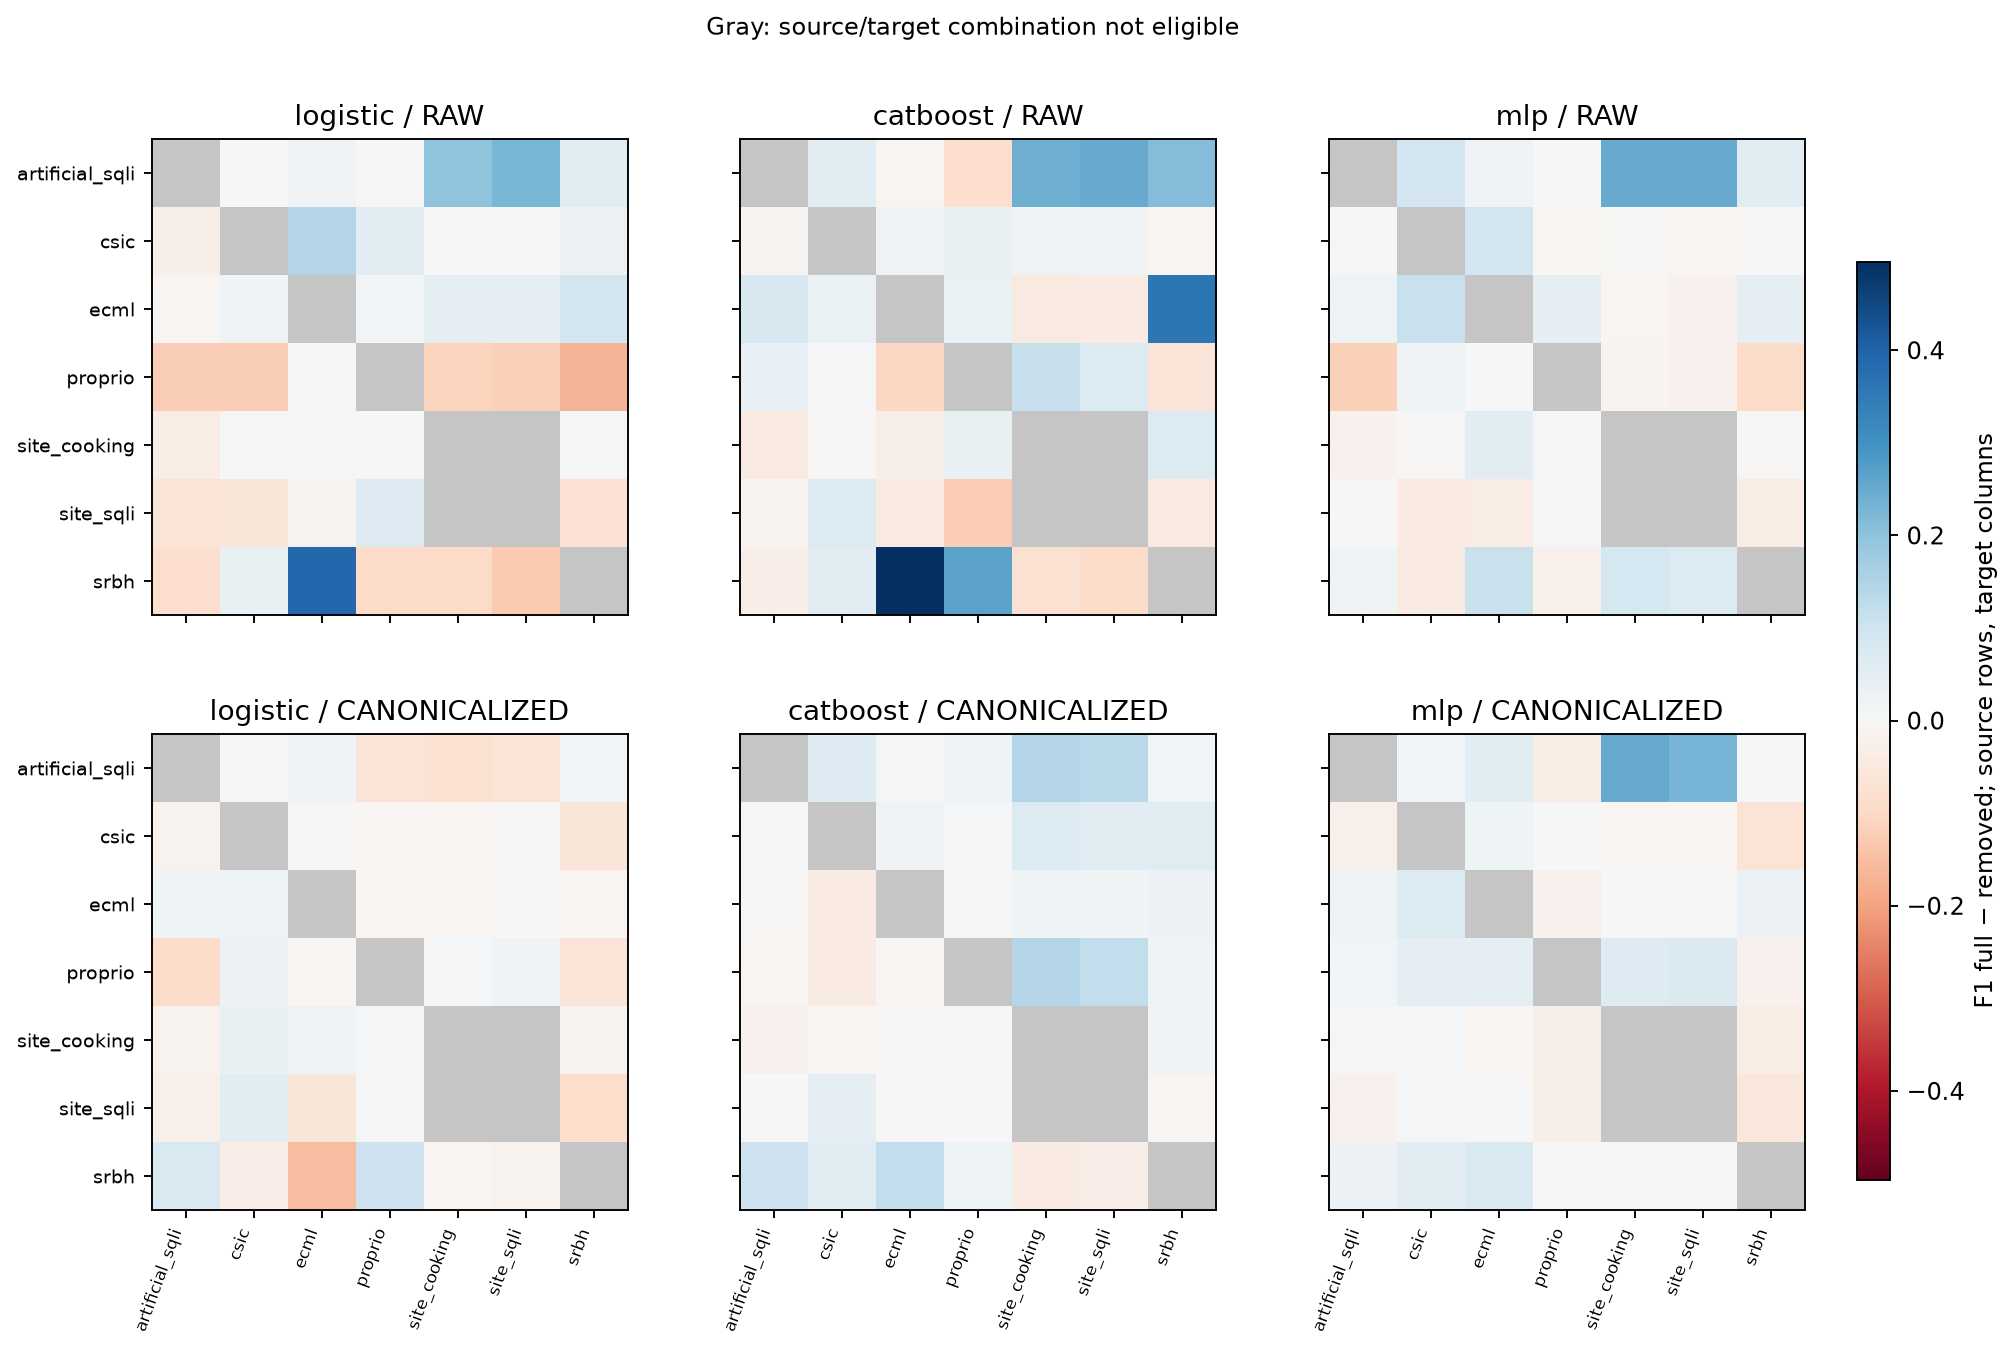 Gray: source/target combination not eligible
logistic / RAW
catboost / RAW
mlp / RAW
artificial_sqli
csic
ecml
proprio
site_cooking
site_sqli
srbh
logistic / CANONICALIZED
catboost / CANONICALIZED
mlp / CANONICALIZED
artificial_sqli
csic
ecml
proprio
site_cooking
site_sqli
srbh
artificial_sqli
csic
ecml
proprio
site_cooking
site_sqli
srbh
artificial_sqli
csic
ecml
proprio
site_cooking
site_sqli
srbh
artificial_sqli
csic
ecml
proprio
site_cooking
site_sqli
srbh
0.4
0.2
0.0
−0.2
−0.4
F1 full − removed; source rows, target columns